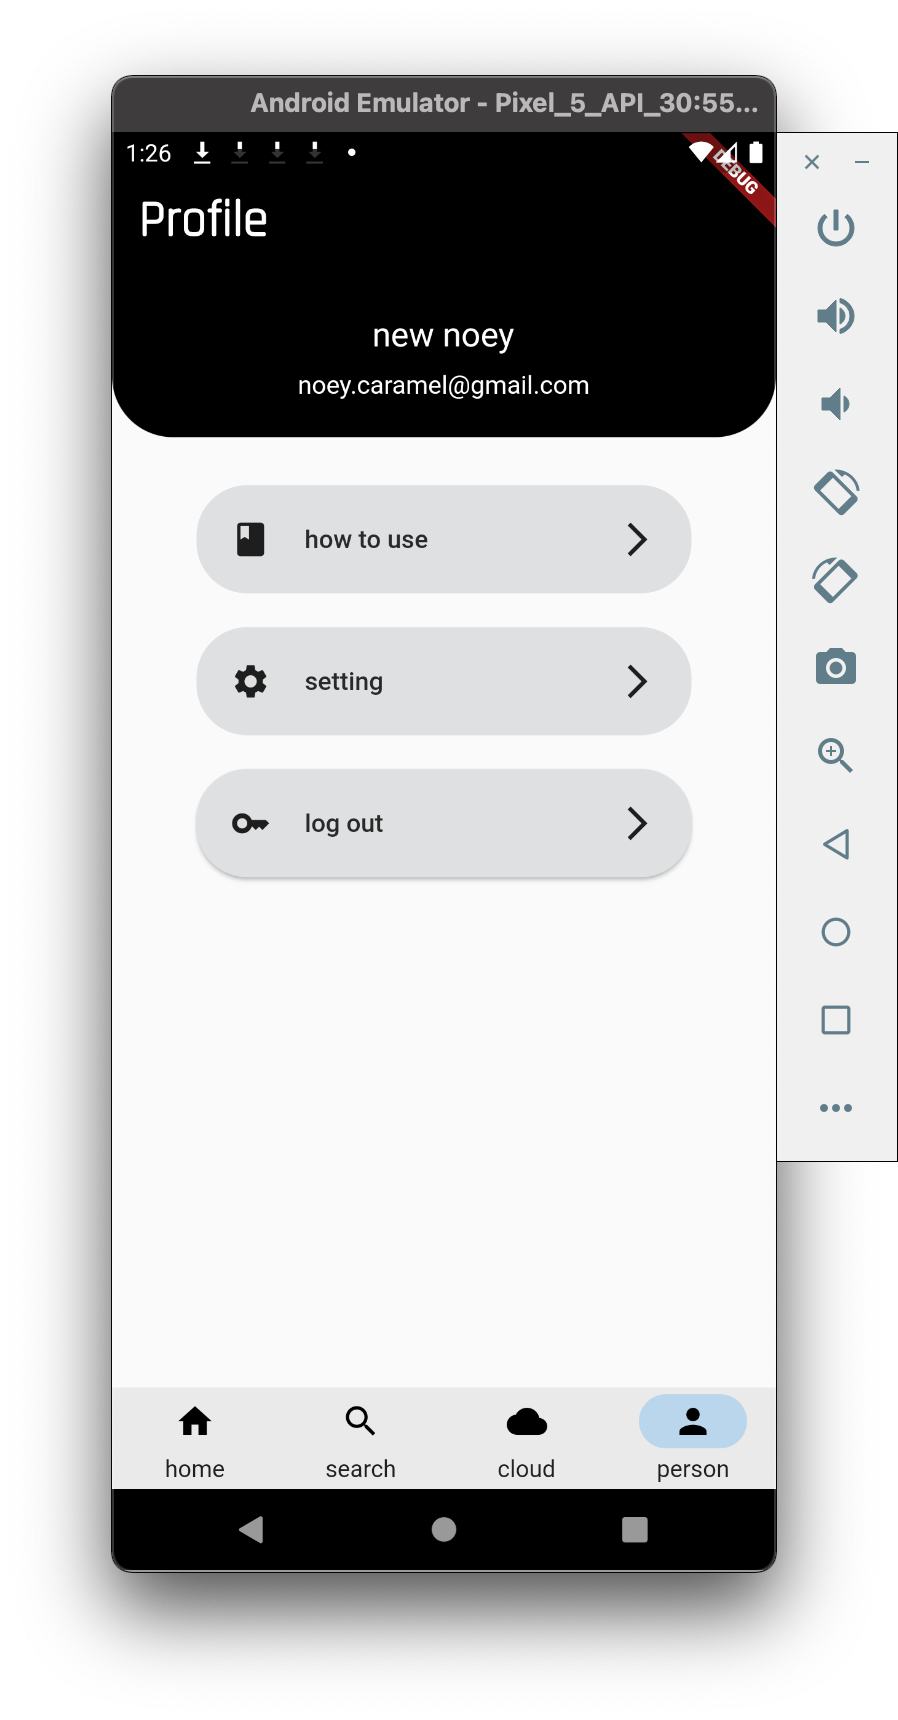 Android Emulator - Pixel_5_API_30:55...
1:26
DEBUG
Profile
new noey
noey.caramel@gmail.com
how to use
setting
log out
home
search
cloud
person